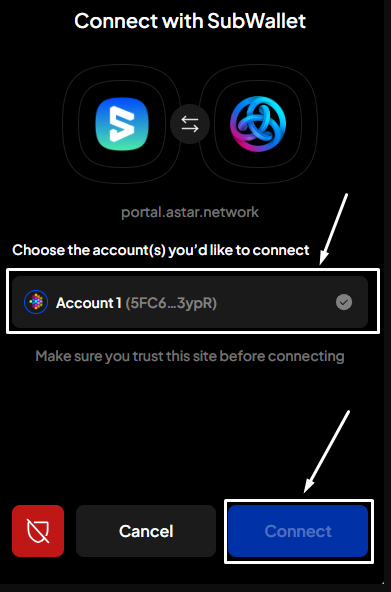 Connect with SubWallet
portal.astar.network
Choose the account(s) you'd like to connect
Account 1 (5FC6...3ypR)
Make sure you trust this site before connecting
Cancel
Connect